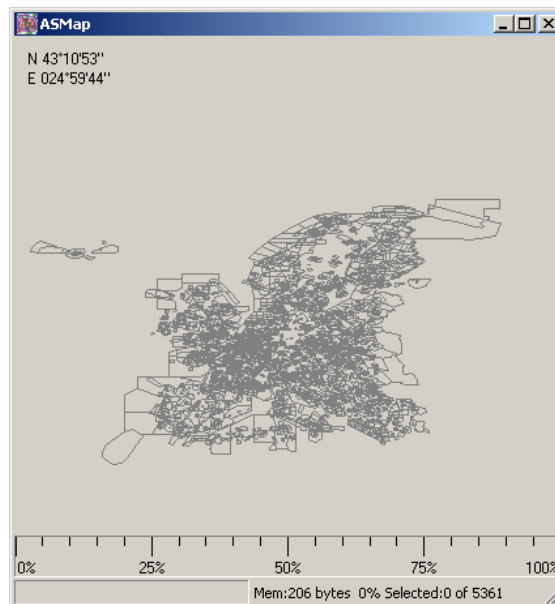 ASMap
N 43°10'53"
E 024°59'44"
0% 25% 50% 75% 100%
Mem:206 bytes 0% Selected:0 of 5361